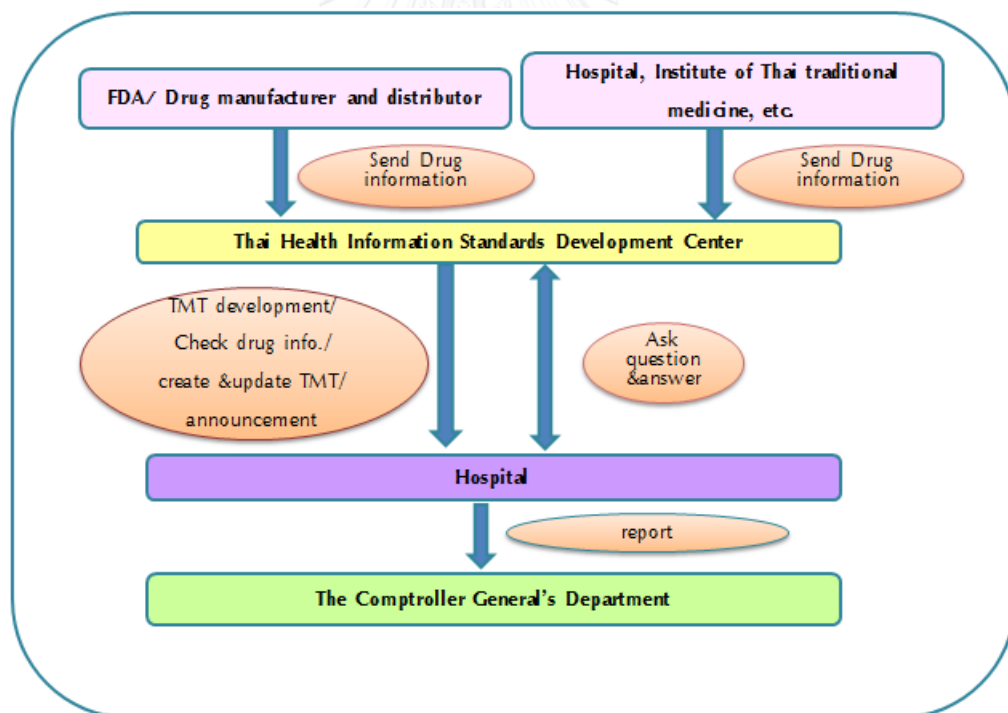 FDA/ Drug manufacturer and distributor
Hospital, Institute of Thai traditional
medicine, etc.
Send Drug
information
Send Drug
information
Thai Health Information Standards Development Center
TMT development/
Check drug info./
create &update TMT/
announcement
Ask
question
&answer
Hospital
report
The Comptroller General's Department